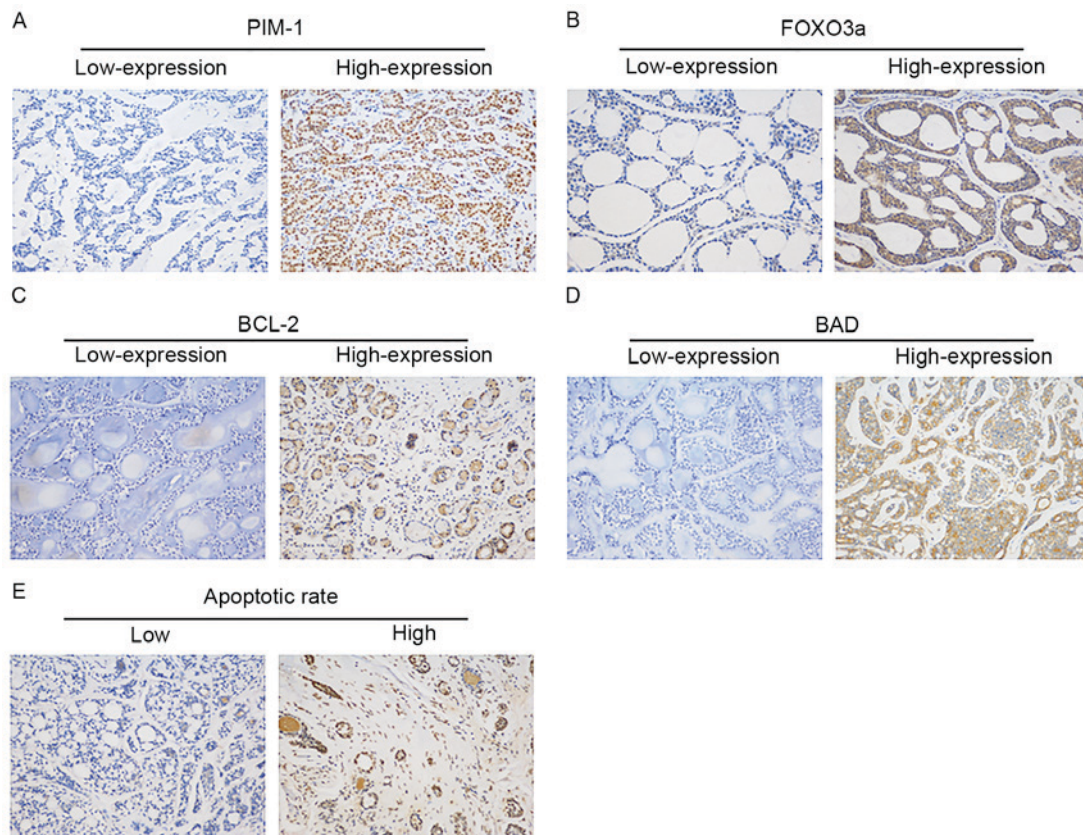 A
PIM-1
Low-expression High-expression
B
FOXO3a
Low-expression High-expression
C
BCL-2
Low-expression High-expression
D
BAD
Low-expression High-expression
E
Apoptotic rate
Low High